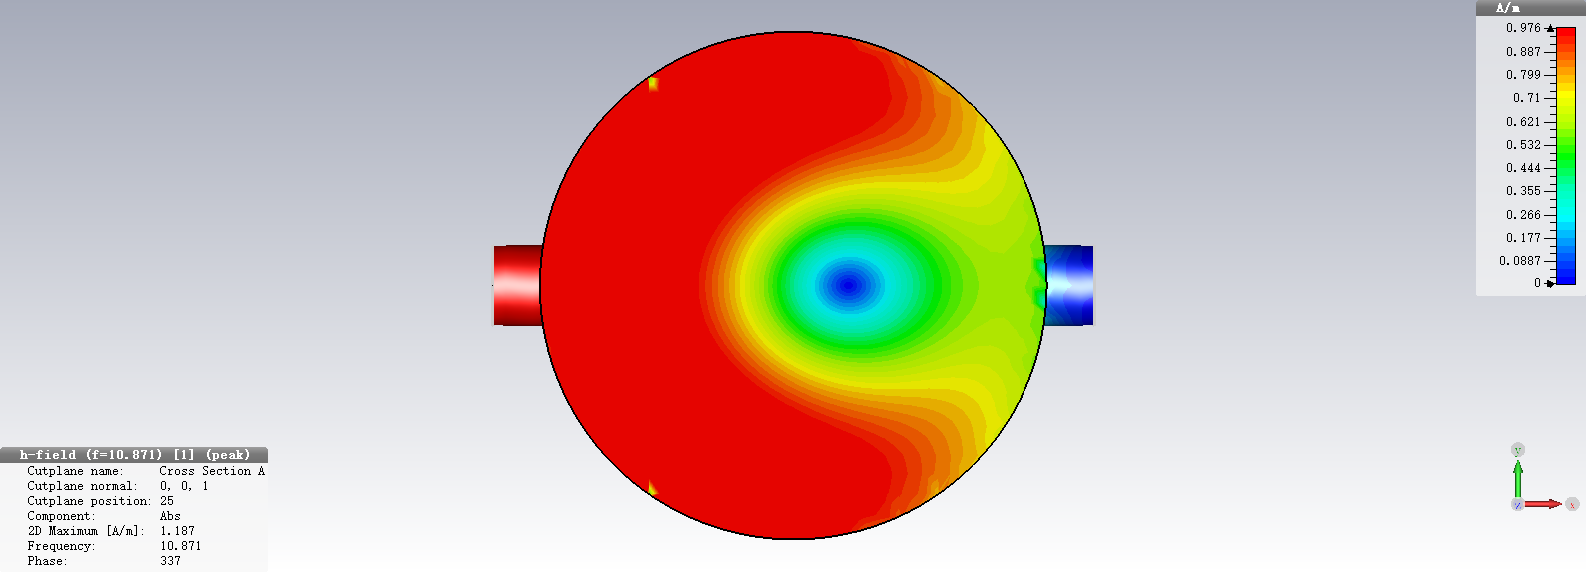 A/m
0.976
0.887
0.799
0.71
0.621
0.532
0.444
0.355
0.266
0.177
0.0887
0
h-field (f=10.871) [1] (peak)
Cutplane name: Cross Section A
Cutplane normal: 0, 0, 1
Cutplane position: 25
Component: Abs
2D Maximum [A/m]: 1.187
Frequency: 10.871
Phase: 337
y
z x